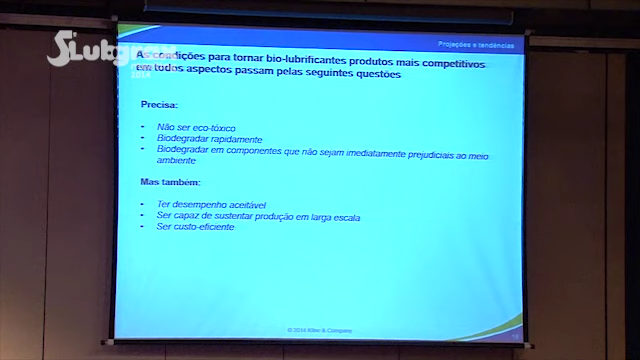 Projeções e tendências
As condições para tornar bio-lubrificantes produtos mais competitivos
em todos aspectos passam pelas seguintes questões
Precisa:
• Não ser eco-tóxico
• Biodegradar rapidamente
• Biodegradar em componentes que não sejam imediatamente prejudiciais ao meio
ambiente
Mas também:
• Ter desempenho aceitável
• Ser capaz de sustentar produção em larga escala
• Ser custo-eficiente
© 2014 Kline & Company
2014